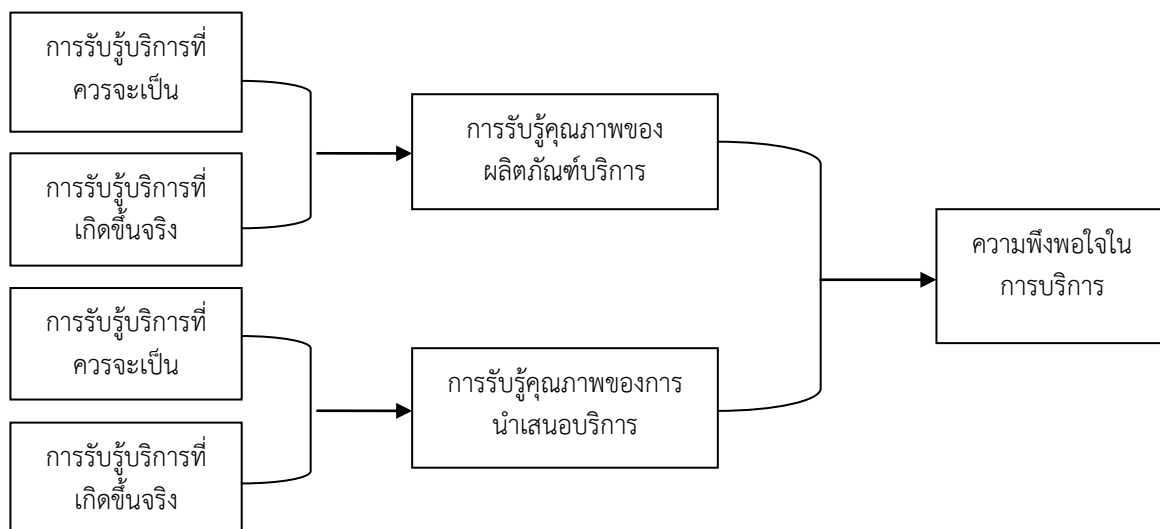 การรับรู้บริการที่
ควรจะเป็น
การรับรู้บริการที่
เกิดขึ้นจริง
การรับรู้คุณภาพของ
ผลิตภัณฑ์บริการ
การรับรู้บริการที่
ควรจะเป็น
การรับรู้บริการที่
เกิดขึ้นจริง
การรับรู้คุณภาพของการ
นำเสนอบริการ
ความพึงพอใจใน
การบริการ